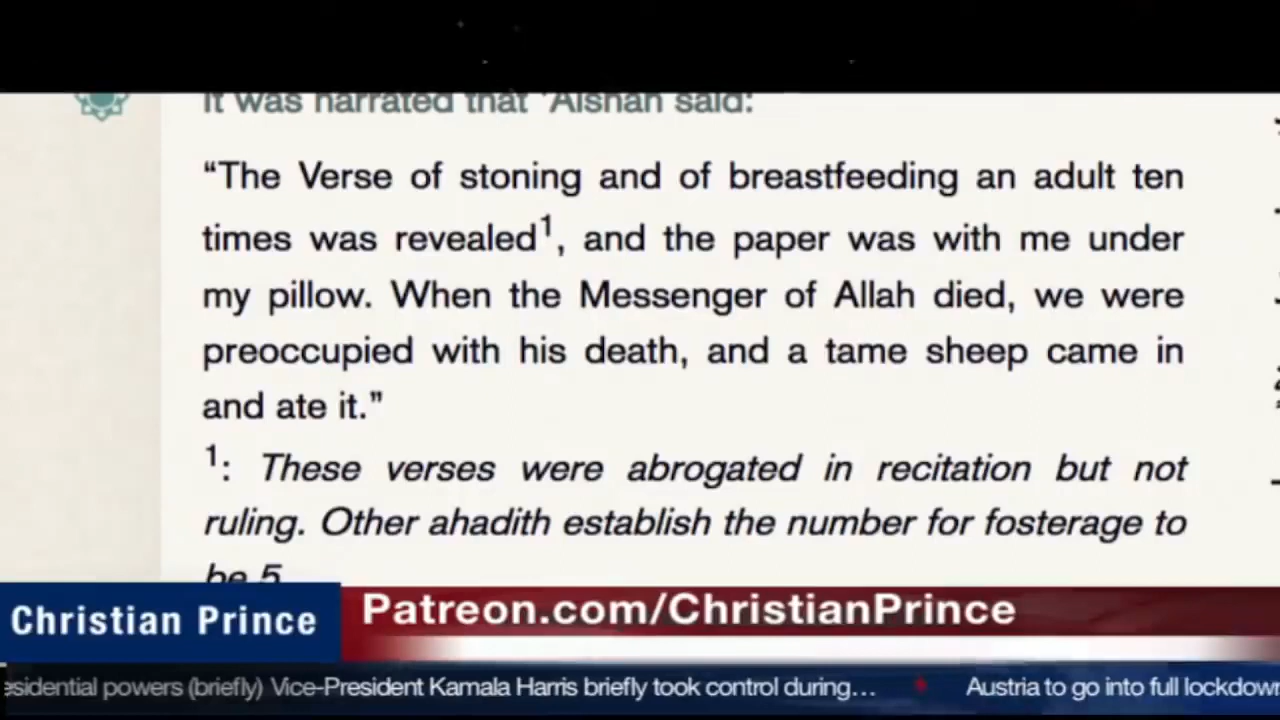 It was narrated that 'Aishah said:
“The Verse of stoning and of breastfeeding an adult ten
times was revealed¹, and the paper was with me under
my pillow. When the Messenger of Allah died, we were
preoccupied with his death, and a tame sheep came in
and ate it.”
¹: These verses were abrogated in recitation but not
ruling. Other ahadith establish the number for fosterage to
be 5
Christian Prince
Patreon.com/ChristianPrince
esidential powers (briefly) Vice-President Kamala Harris briefly took control during... Austria to go into full lockdown